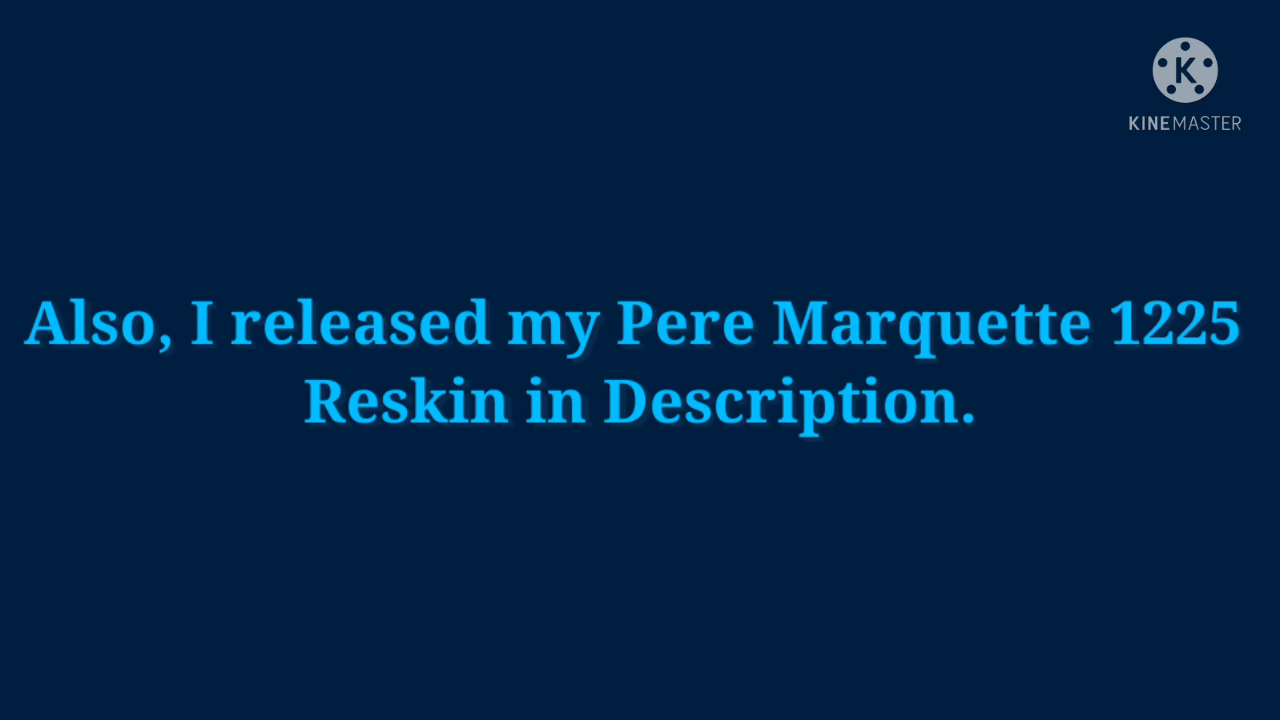 K
KINEMASTER
Also, I released my Pere Marquette 1225
Reskin in Description.